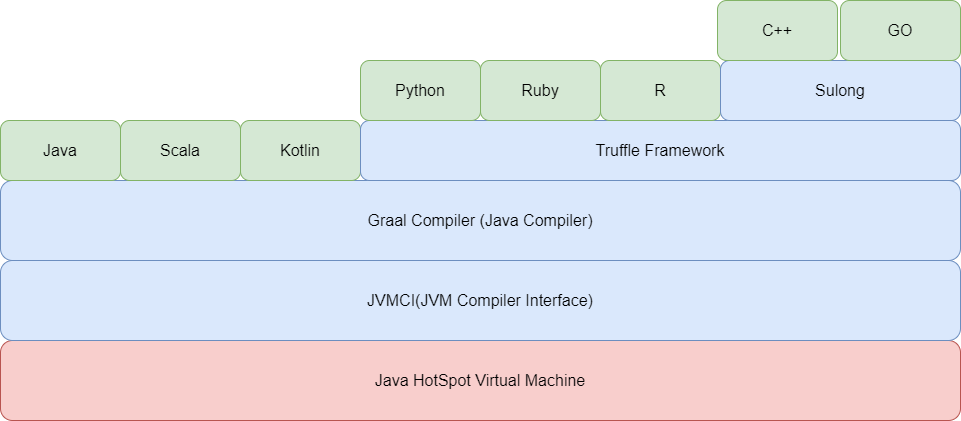 C++
GO
Python
Ruby
R
Sulong
Java
Scala
Kotlin
Truffle Framework
Graal Compiler (Java Compiler)
JVMCI(JVM Compiler Interface)
Java HotSpot Virtual Machine